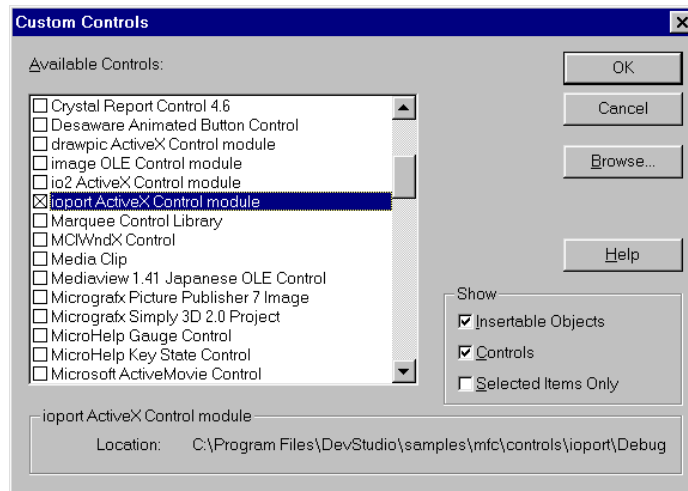 Custom Controls
Available Controls:
Crystal Report Control 4.6
Desaware Animated Button Control
drawpic ActiveX Control module
image OLE Control module
io2 ActiveX Control module
ioport ActiveX Control module
Marquee Control Library
MCIWndX Control
Media Clip
Mediaview 1.41 Japanese OLE Control
Micrografx Picture Publisher 7 Image
Micrografx Simply 3D 2.0 Project
MicroHelp Gauge Control
MicroHelp Key State Control
Microsoft ActiveMovie Control
OK
Cancel
Browse...
Help
Show
Insertable Objects
Controls
Selected Items Only
ioport ActiveX Control module
Location: C:\Program Files\DevStudio\samples\mfc\controls\ioport\Debug